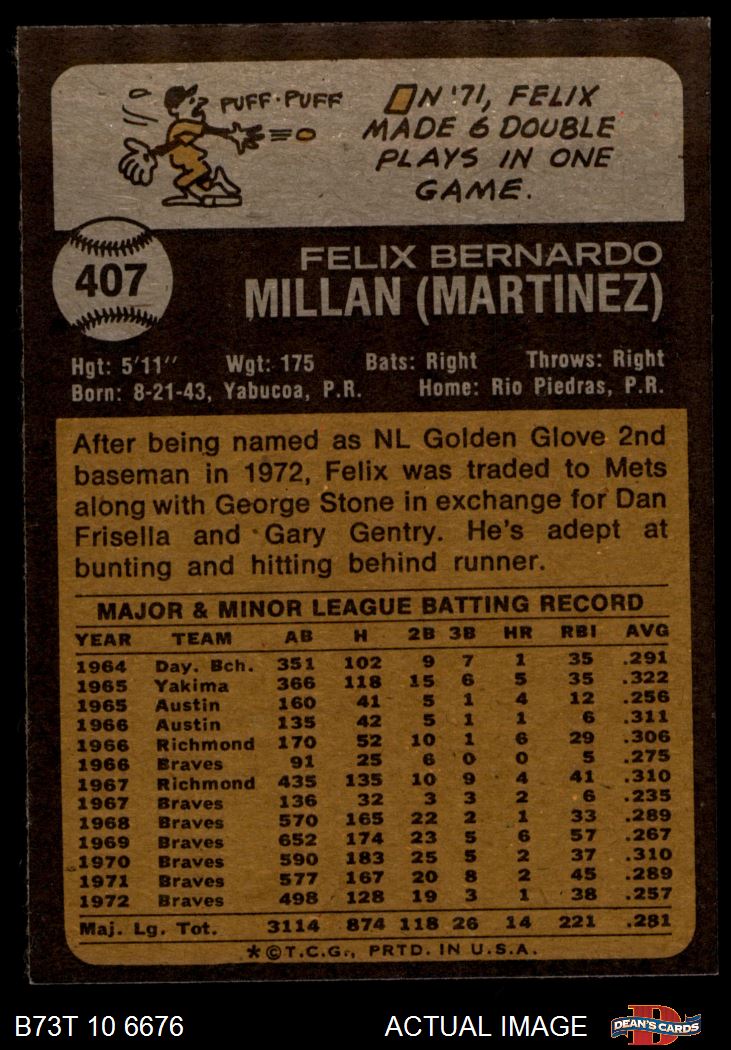 PUFF-PUFF
IN '71, FELIX
MADE 6 DOUBLE
PLAYS IN ONE
GAME.
407
FELIX BERNARDO
MILLAN (MARTINEZ)
Hgt: 5'11" Wgt: 175 Bats: Right Throws: Right
Born: 8-21-43, Yabucoa, P.R. Home: Rio Piedras, P.R.
After being named as NL Golden Glove 2nd
baseman in 1972, Felix was traded to Mets
along with George Stone in exchange for Dan
Frisella and Gary Gentry. He's adept at
bunting and hitting behind runner.
MAJOR & MINOR LEAGUE BATTING RECORD
YEAR TEAM AB H 2B 3B HR RBI AVG
1964 Day. Bch. 351 102 9 7 1 35 .291
1965 Yakima 366 118 15 6 5 35 .322
1965 Austin 160 41 5 1 4 12 .256
1966 Austin 135 42 5 1 1 6 .311
1966 Richmond 170 52 10 1 6 29 .306
1966 Braves 91 25 6 0 0 5 .275
1967 Richmond 435 135 10 9 4 41 .310
1967 Braves 136 32 3 3 2 6 .235
1968 Braves 570 165 22 2 1 33 .289
1969 Braves 652 174 23 5 6 57 .267
1970 Braves 590 183 25 5 2 37 .310
1971 Braves 577 167 20 8 2 45 .289
1972 Braves 498 128 19 3 1 38 .257
Maj. Lg. Tot. 3114 874 118 26 14 221 .281
*©T.C.G., PRTD. IN U.S.A.
B73T 10 6676 ACTUAL IMAGE
DEAN'S CARDS